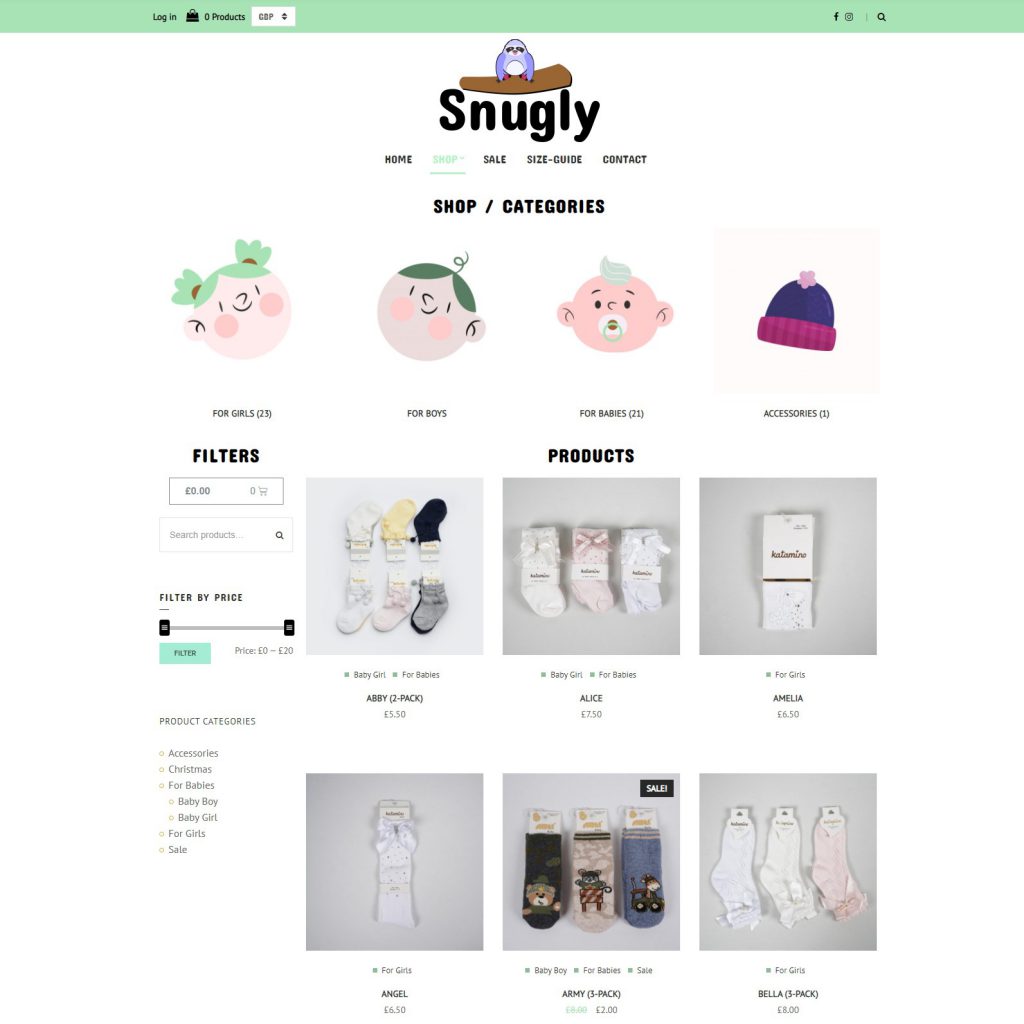 Log in 0 Products GBP
Snugly
HOME SHOP SALE SIZE-GUIDE CONTACT
SHOP / CATEGORIES
FOR GIRLS (23) FOR BOYS FOR BABIES (21) ACCESSORIES (1)
FILTERS
£0.00 0
Search products...
FILTER BY PRICE
FILTER Price: £0 — £20
PRODUCT CATEGORIES
Accessories
Christmas
For Babies
Baby Boy
Baby Girl
For Girls
Sale
PRODUCTS
katamino katamino katamino
katamino
Baby Girl For Babies Baby Girl For Babies For Girls
ABBY (2-PACK) ALICE AMELIA
£5.50 £7.50 £6.50
SALE!
For Girls Baby Boy For Babies Sale For Girls
ANGEL ARMY (3-PACK) BELLA (3-PACK)
£6.50 £8.00 £2.00 £8.00